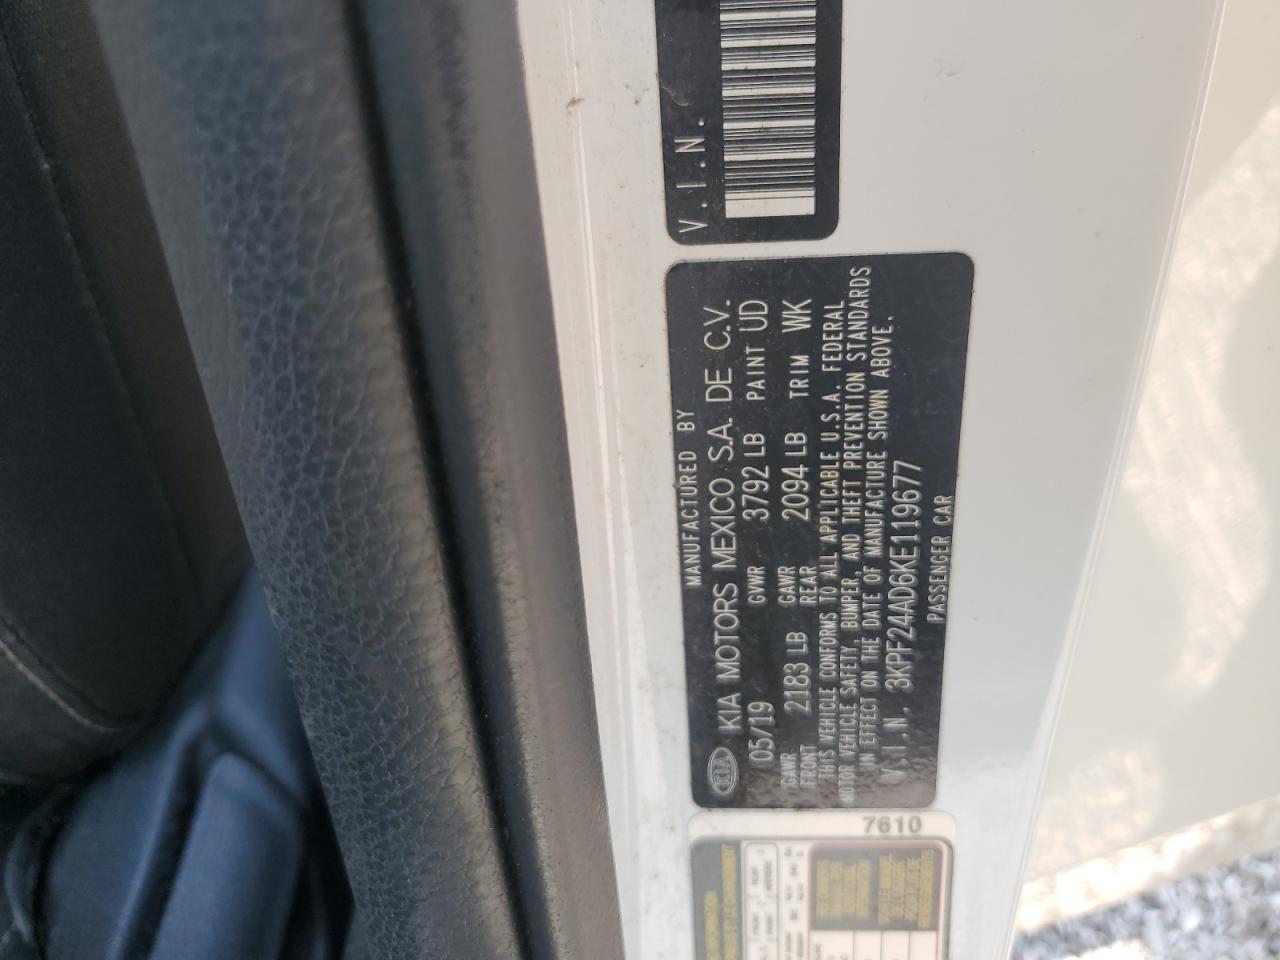 V.I.N.
MANUFACTURED BY
KIA KIA MOTORS MEXICO S.A. DE C.V.
05/19 GVWR 3792 LB PAINT UD
GAWR FRONT 2183 LB GAWR REAR 2094 LB TRIM WK
THIS VEHICLE CONFORMS TO ALL APPLICABLE U.S.A. FEDERAL
MOTOR VEHICLE SAFETY, BUMPER, AND THEFT PREVENTION STANDARDS
IN EFFECT ON THE DATE OF MANUFACTURE SHOWN ABOVE.
V.I.N. 3KPF24AD6KE119677
PASSENGER CAR
7610